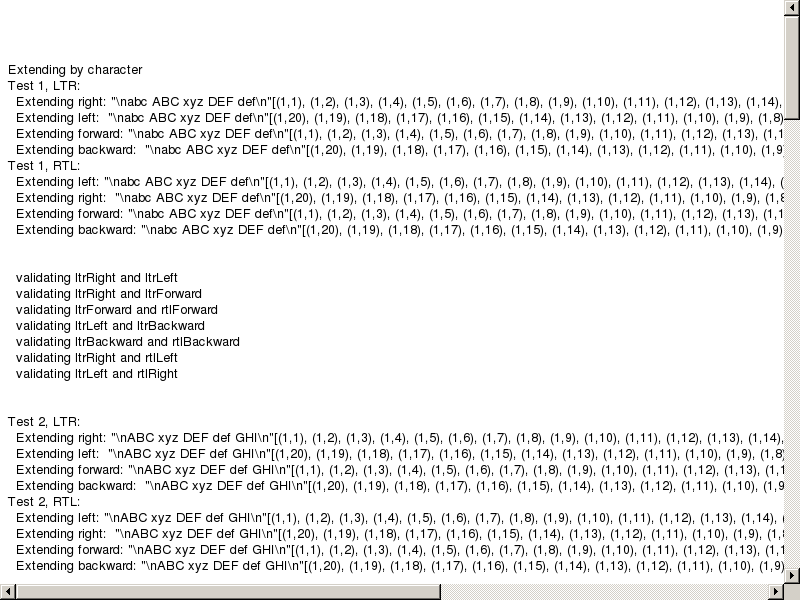 Extending by character
Test 1, LTR:
Extending right: "\nabc ABC xyz DEF def\n"[(1,1), (1,2), (1,3), (1,4), (1,5), (1,6), (1,7), (1,8), (1,9), (1,10), (1,11), (1,12), (1,13), (1,14),
Extending left:  "\nabc ABC xyz DEF def\n"[(1,20), (1,19), (1,18), (1,17), (1,16), (1,15), (1,14), (1,13), (1,12), (1,11), (1,10), (1,9), (1,8)
Extending forward: "\nabc ABC xyz DEF def\n"[(1,1), (1,2), (1,3), (1,4), (1,5), (1,6), (1,7), (1,8), (1,9), (1,10), (1,11), (1,12), (1,13), (1,1
Extending backward:  "\nabc ABC xyz DEF def\n"[(1,20), (1,19), (1,18), (1,17), (1,16), (1,15), (1,14), (1,13), (1,12), (1,11), (1,10), (1,9
Test 1, RTL:
Extending left: "\nabc ABC xyz DEF def\n"[(1,1), (1,2), (1,3), (1,4), (1,5), (1,6), (1,7), (1,8), (1,9), (1,10), (1,11), (1,12), (1,13), (1,14), (
Extending right:  "\nabc ABC xyz DEF def\n"[(1,20), (1,19), (1,18), (1,17), (1,16), (1,15), (1,14), (1,13), (1,12), (1,11), (1,10), (1,9), (1,8
Extending forward: "\nabc ABC xyz DEF def\n"[(1,1), (1,2), (1,3), (1,4), (1,5), (1,6), (1,7), (1,8), (1,9), (1,10), (1,11), (1,12), (1,13), (1,1
Extending backward: "\nabc ABC xyz DEF def\n"[(1,20), (1,19), (1,18), (1,17), (1,16), (1,15), (1,14), (1,13), (1,12), (1,11), (1,10), (1,9)
validating ltrRight and ltrLeft
validating ltrRight and ltrForward
validating ltrForward and rtlForward
validating ltrLeft and ltrBackward
validating ltrBackward and rtlBackward
validating ltrRight and rtlLeft
validating ltrLeft and rtlRight
Test 2, LTR:
Extending right: "\nABC xyz DEF def GHI\n"[(1,1), (1,2), (1,3), (1,4), (1,5), (1,6), (1,7), (1,8), (1,9), (1,10), (1,11), (1,12), (1,13), (1,14),
Extending left:  "\nABC xyz DEF def GHI\n"[(1,20), (1,19), (1,18), (1,17), (1,16), (1,15), (1,14), (1,13), (1,12), (1,11), (1,10), (1,9), (1,8
Extending forward: "\nABC xyz DEF def GHI\n"[(1,1), (1,2), (1,3), (1,4), (1,5), (1,6), (1,7), (1,8), (1,9), (1,10), (1,11), (1,12), (1,13), (1,1
Extending backward:  "\nABC xyz DEF def GHI\n"[(1,20), (1,19), (1,18), (1,17), (1,16), (1,15), (1,14), (1,13), (1,12), (1,11), (1,10), (1,9
Test 2, RTL:
Extending left: "\nABC xyz DEF def GHI\n"[(1,1), (1,2), (1,3), (1,4), (1,5), (1,6), (1,7), (1,8), (1,9), (1,10), (1,11), (1,12), (1,13), (1,14), (
Extending right:  "\nABC xyz DEF def GHI\n"[(1,20), (1,19), (1,18), (1,17), (1,16), (1,15), (1,14), (1,13), (1,12), (1,11), (1,10), (1,9), (1,8
Extending forward: "\nABC xyz DEF def GHI\n"[(1,1), (1,2), (1,3), (1,4), (1,5), (1,6), (1,7), (1,8), (1,9), (1,10), (1,11), (1,12), (1,13), (1,1
Extending backward: "\nABC xyz DEF def GHI\n"[(1,20), (1,19), (1,18), (1,17), (1,16), (1,15), (1,14), (1,13), (1,12), (1,11), (1,10), (1,9)